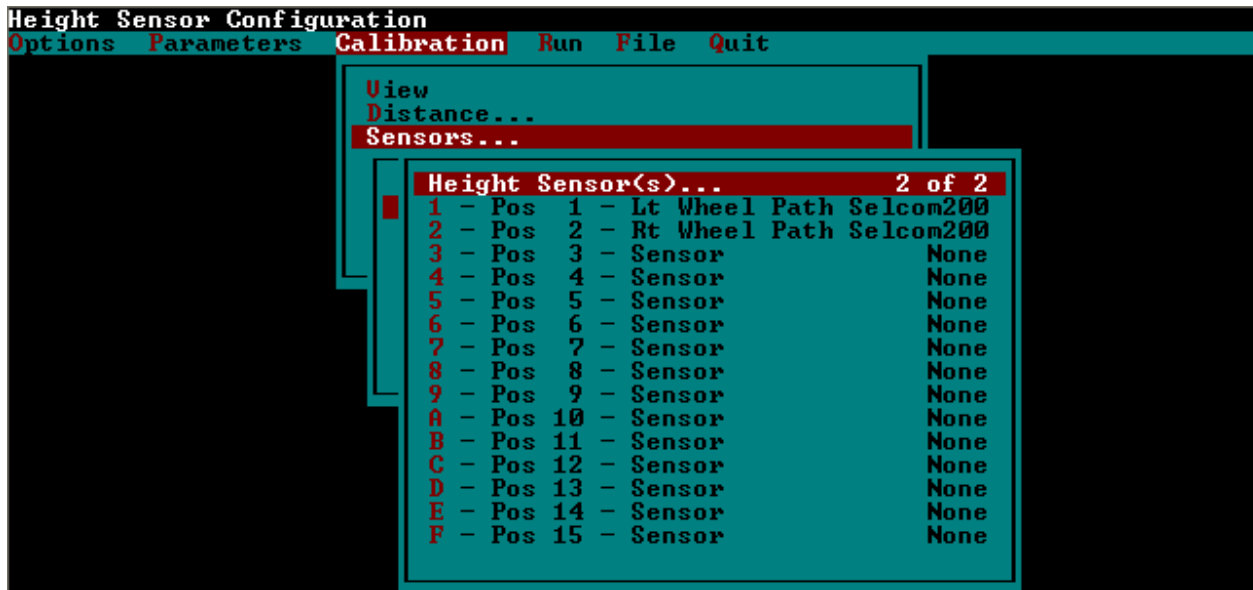 Height Sensor Configuration
Options Parameters Calibration Run File Quit
View
Distance...
Sensors...
Height Sensor(s)... 2 of 2
1 - Pos 1 - Lt Wheel Path Selcom200
2 - Pos 2 - Rt Wheel Path Selcom200
3 - Pos 3 - Sensor None
4 - Pos 4 - Sensor None
5 - Pos 5 - Sensor None
6 - Pos 6 - Sensor None
7 - Pos 7 - Sensor None
8 - Pos 8 - Sensor None
9 - Pos 9 - Sensor None
A - Pos 10 - Sensor None
B - Pos 11 - Sensor None
C - Pos 12 - Sensor None
D - Pos 13 - Sensor None
E - Pos 14 - Sensor None
F - Pos 15 - Sensor None